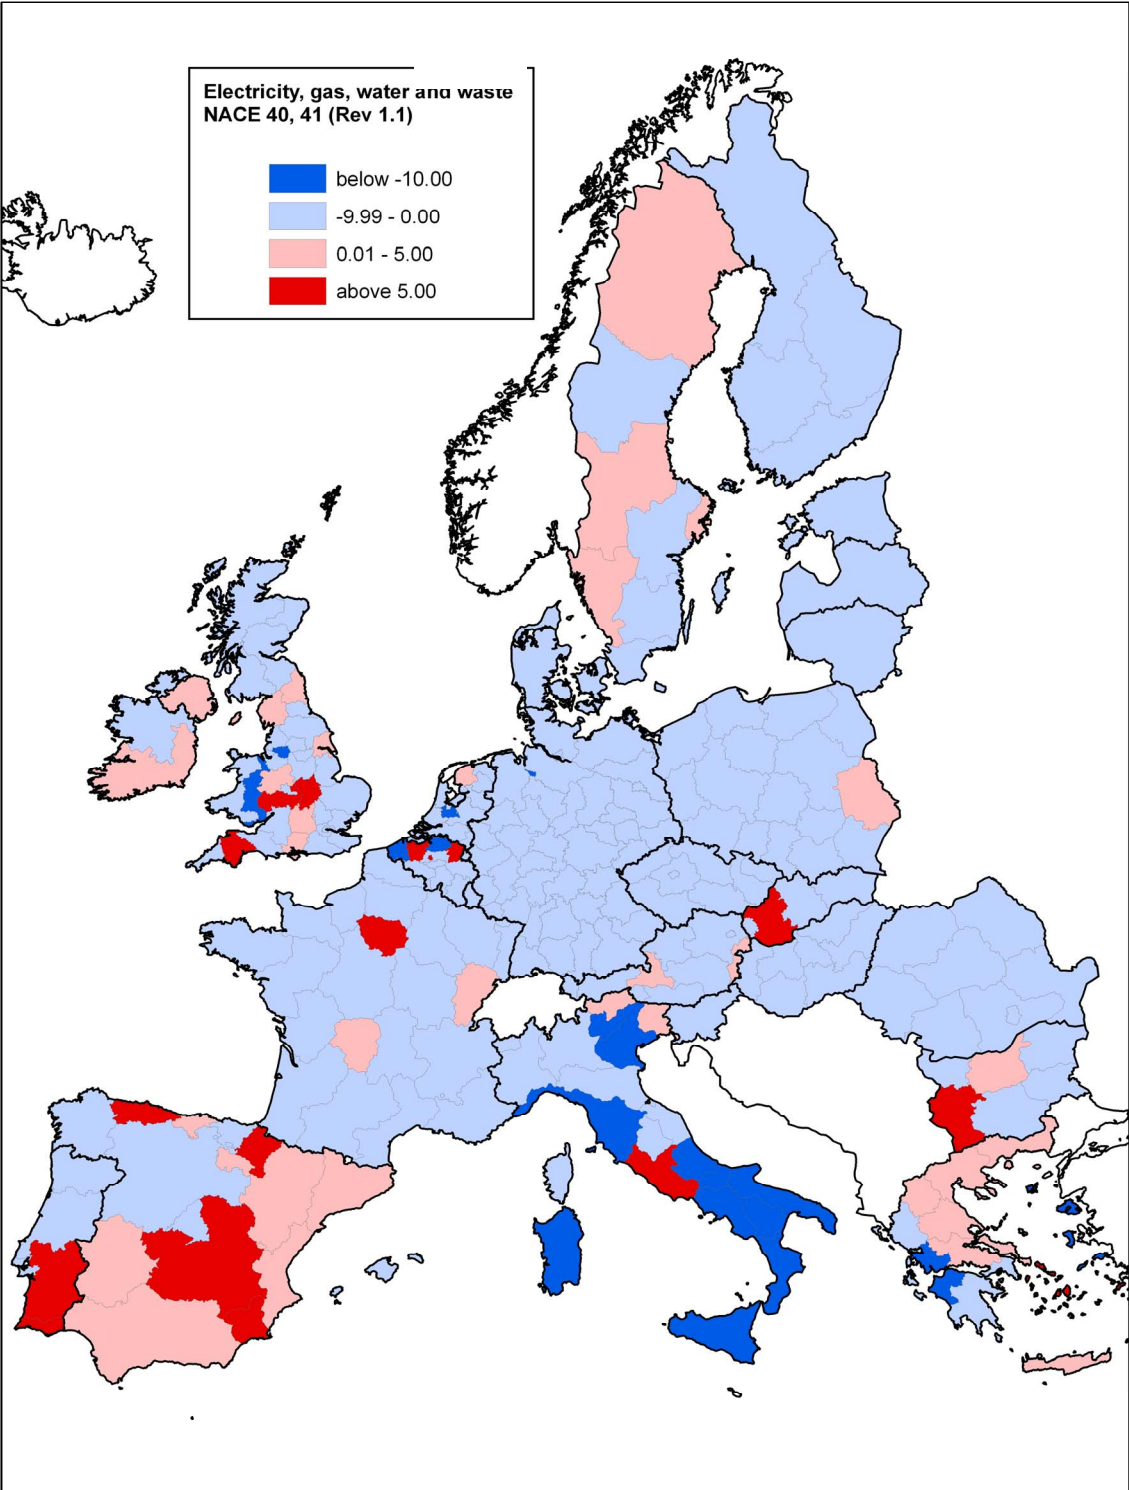 Electricity, gas, water and waste
NACE 40, 41 (Rev 1.1)
below -10.00
-9.99 - 0.00
0.01 - 5.00
above 5.00